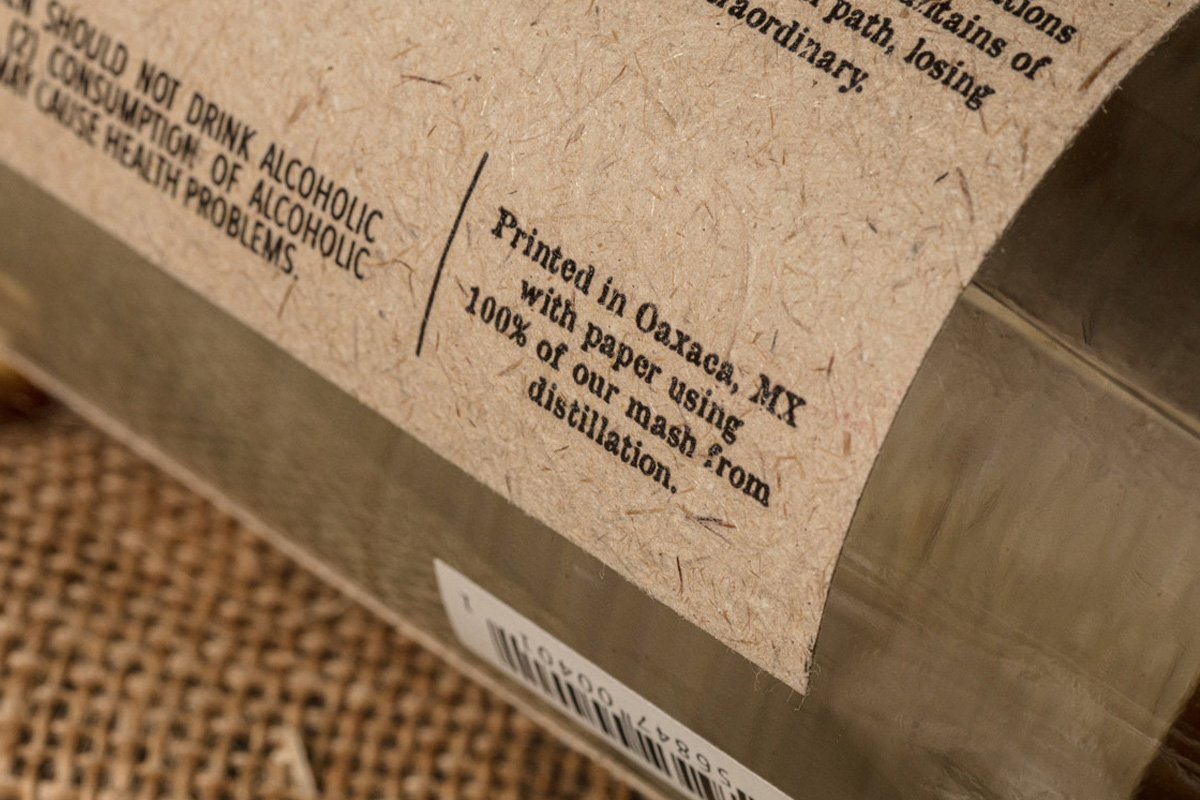 SHOULD NOT DRINK ALCOHOLIC
(2) CONSUMPTION OF ALCOHOLIC
CAUSE HEALTH PROBLEMS.
of
path, losing
Printed in Oaxaca, MX
with paper using
100% of our mash from
distillation.